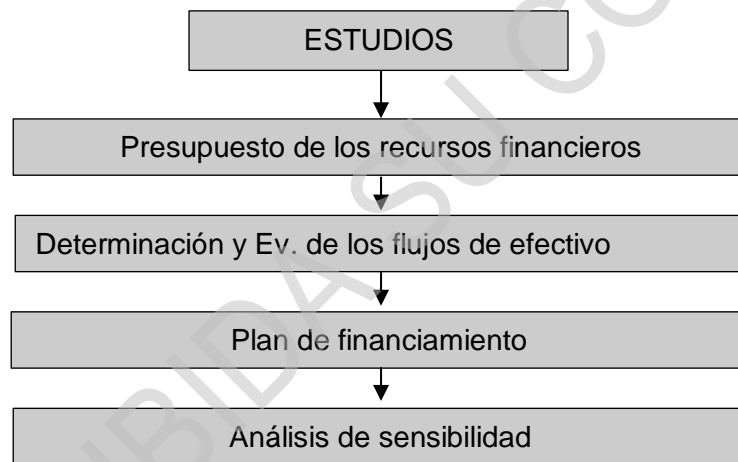 ESTUDIOS
Presupuesto de los recursos financieros
Determinación y Ev. de los flujos de efectivo
Plan de financiamiento
Análisis de sensibilidad